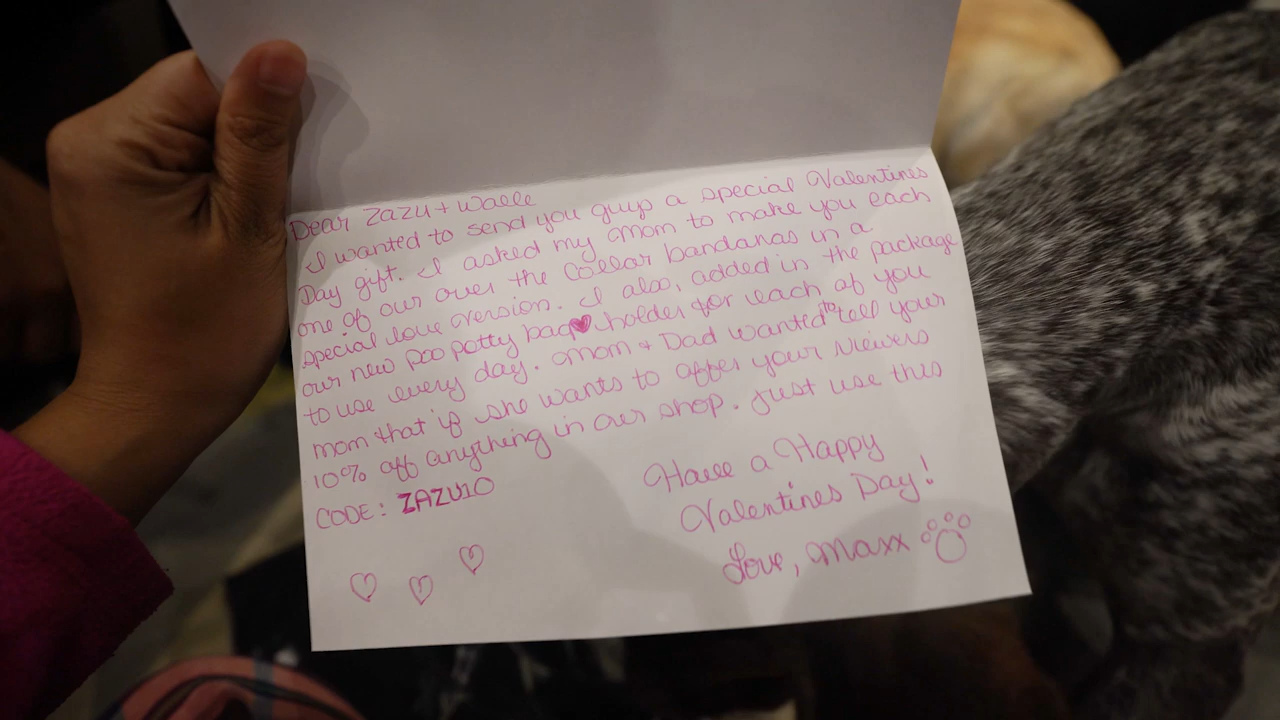 Dear Zazu + Walle
I wanted to send you guys a special Valentines
Day gift. I asked my mom to make you each
one of our over the collar bandanas in a
special love version. I also, added in the package
our new poo potty bag holder for each of you
to use every day. Mom + Dad wanted to tell your
mom that if she wants to offer your viewers
10% off anything in our shop. Just use this
CODE: ZAZU10
Have a Happy
Valentines Day!
Love, Maxx